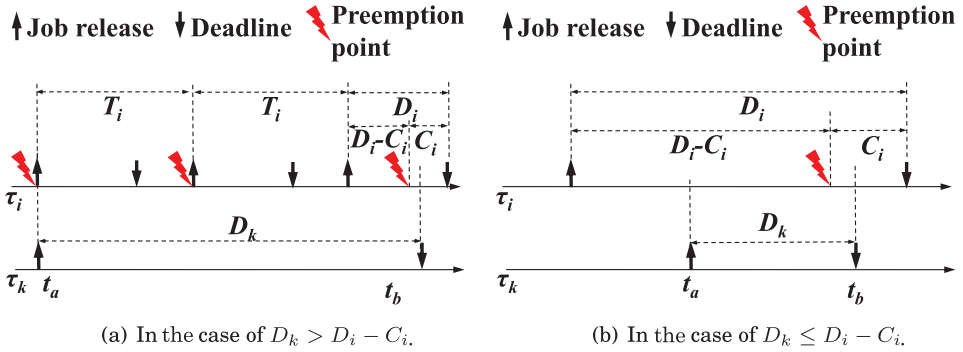 Job release Deadline Preemption point
T_i T_i D_i
D_i-C_i C_i
τ_i
D_k
τ_k t_a t_b
(a) In the case of D_k > D_i − C_i.
Job release Deadline Preemption point
D_i
D_i-C_i C_i
τ_i
D_k
τ_k t_a t_b
(b) In the case of D_k ≤ D_i − C_i.